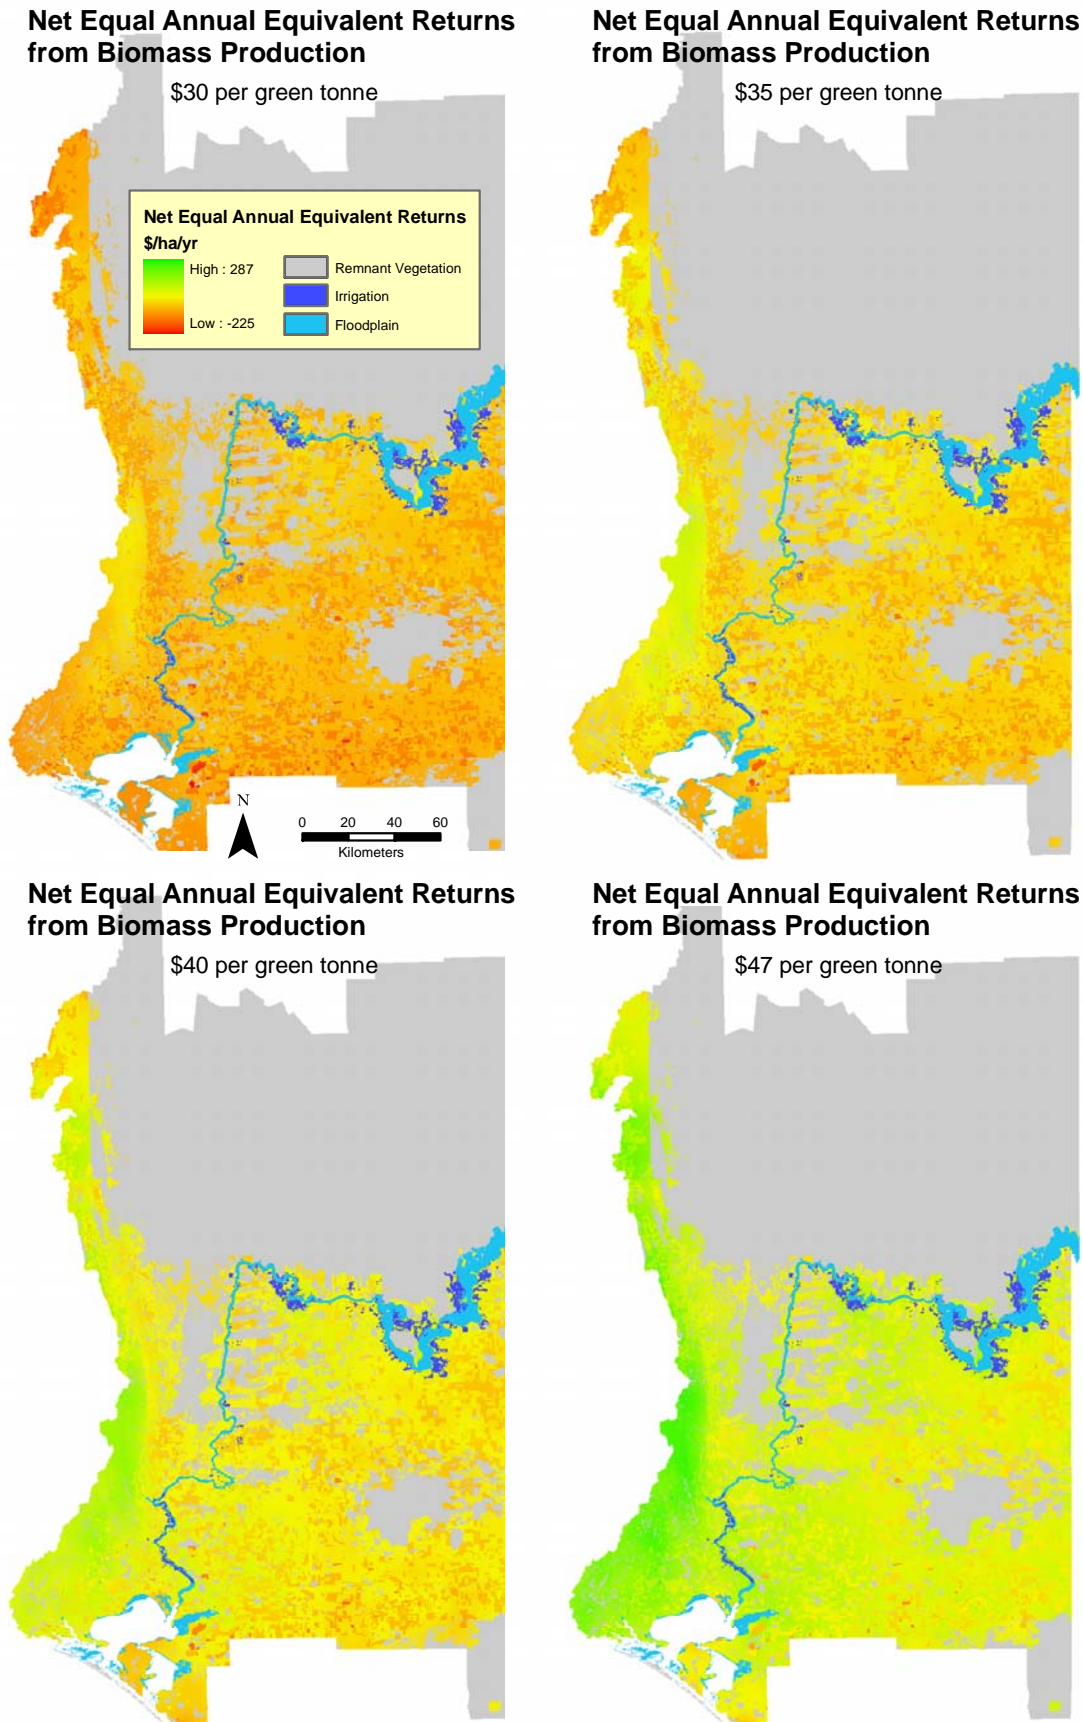 Net Equal Annual Equivalent Returns
from Biomass Production
$30 per green tonne
Net Equal Annual Equivalent Returns
$/ha/yr
High : 287
Low : -225
Remnant Vegetation
Irrigation
Floodplain
N
0 20 40 60
Kilometers
Net Equal Annual Equivalent Returns
from Biomass Production
$35 per green tonne
Net Equal Annual Equivalent Returns
from Biomass Production
$40 per green tonne
Net Equal Annual Equivalent Returns
from Biomass Production
$47 per green tonne